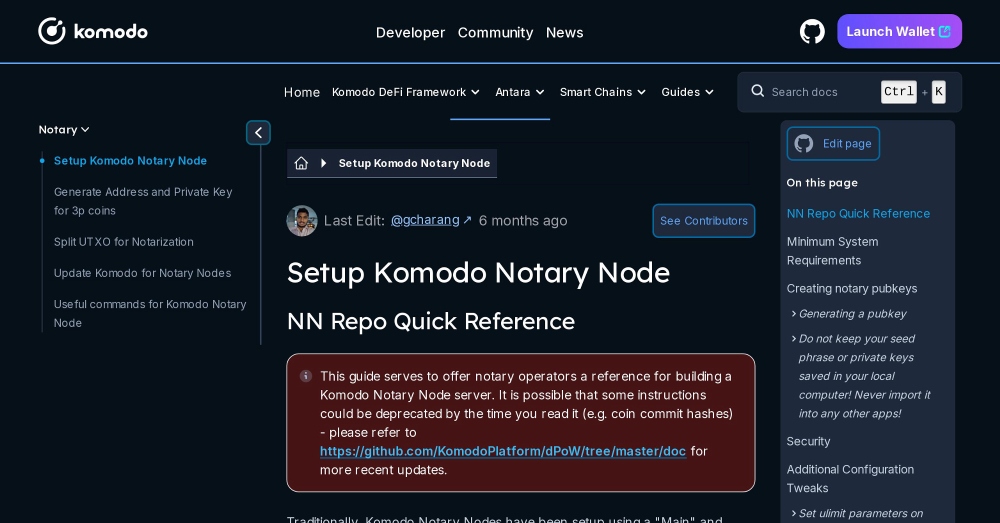 komodo
Developer Community News
Launch Wallet
Home Komodo DeFi Framework Antara Smart Chains Guides
Search docs Ctrl + K
Notary
Setup Komodo Notary Node
Generate Address and Private Key
for 3p coins
Split UTXO for Notarization
Update Komodo for Notary Nodes
Useful commands for Komodo Notary
Node
Setup Komodo Notary Node
Last Edit: @gcharang ↗ 6 months ago
See Contributors
Setup Komodo Notary Node
NN Repo Quick Reference
This guide serves to offer notary operators a reference for building a
Komodo Notary Node server. It is possible that some instructions
could be deprecated by the time you read it (e.g. coin commit hashes)
- please refer to
https://github.com/KomodoPlatform/dPoW/tree/master/doc for
more recent updates.
Traditionally, Komodo Notary Nodes have been setup using a "Main" and
Edit page
On this page
NN Repo Quick Reference
Minimum System
Requirements
Creating notary pubkeys
Generating a pubkey
Do not keep your seed
phrase or private keys
saved in your local
computer! Never import it
into any other apps!
Security
Additional Configuration
Tweaks
Set ulimit parameters on